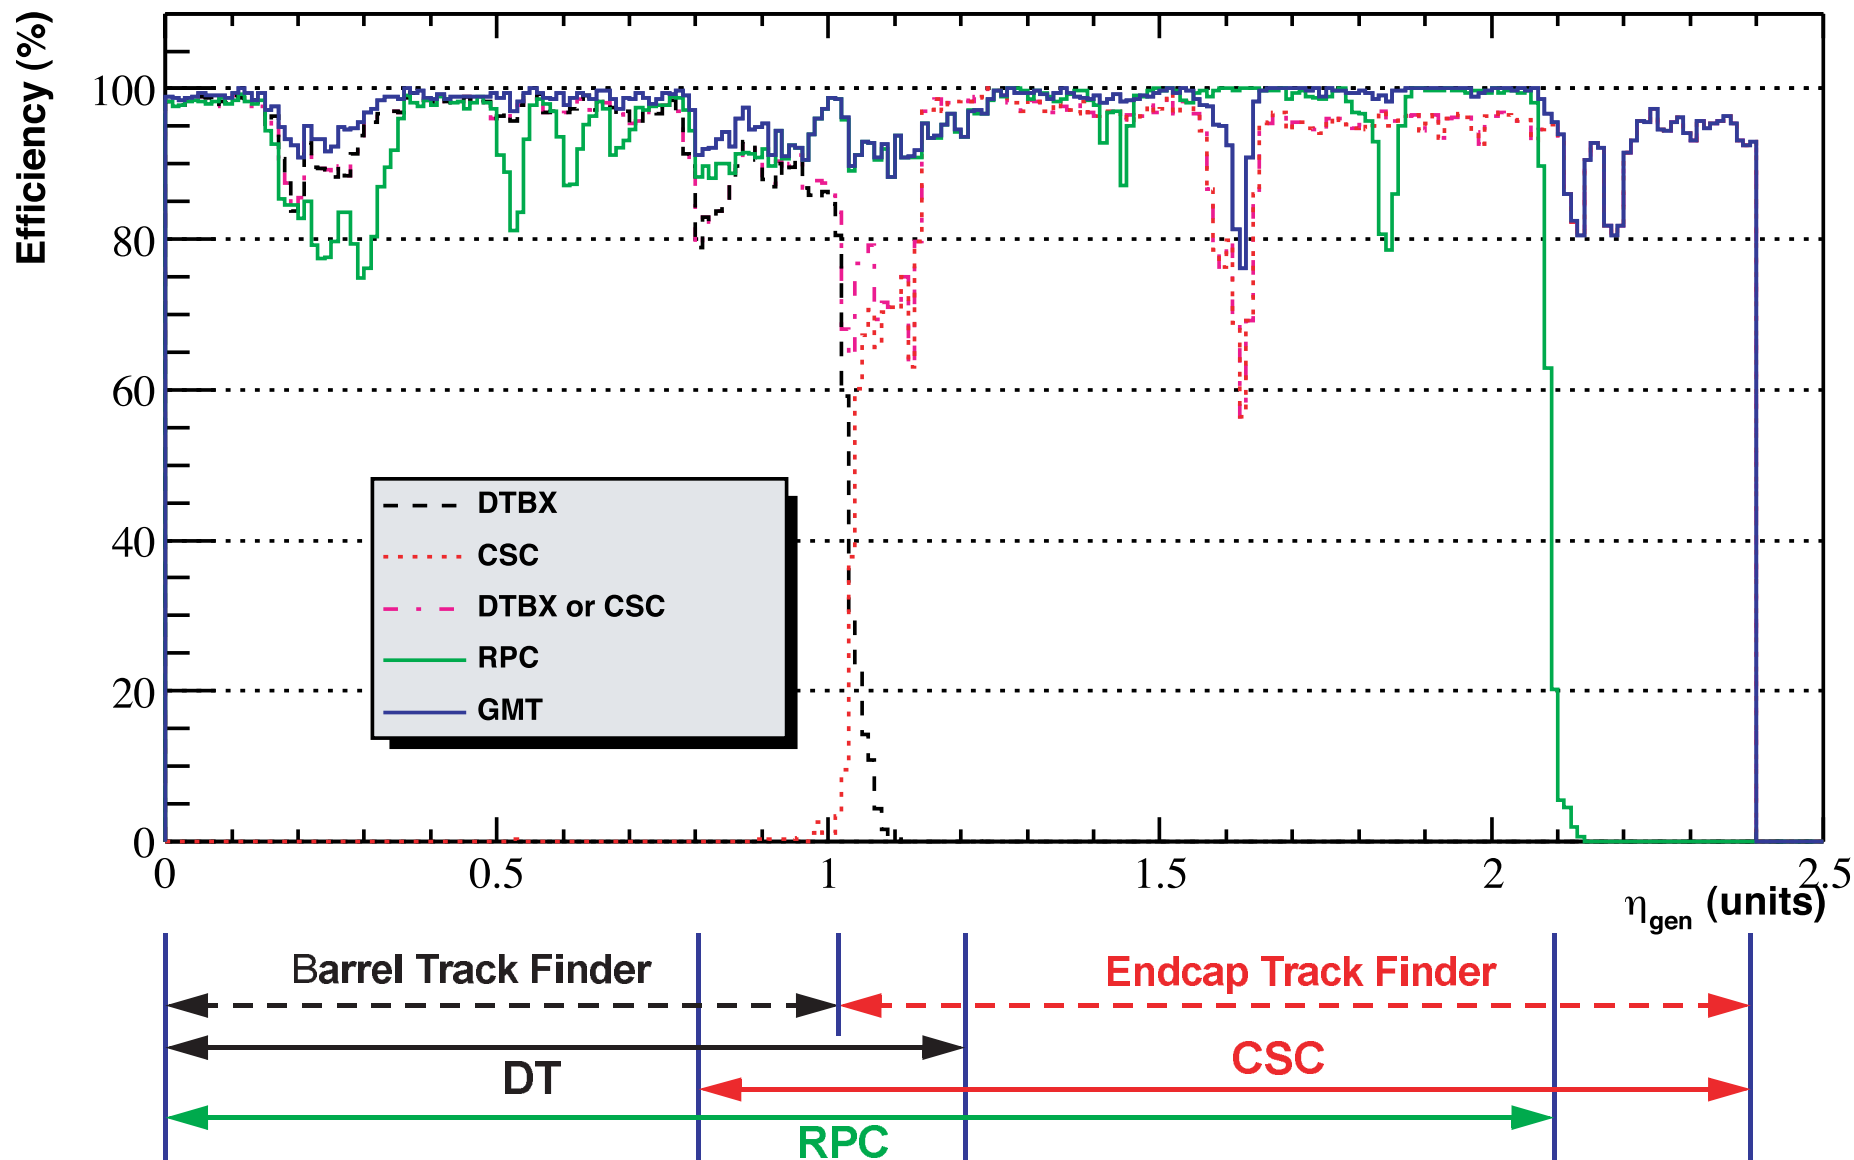 Efficiency (%)
100
80
60
40
20
0
DTBX
CSC
DTBX or CSC
RPC
GMT
0 0.5 1 1.5 2 2.5
ηgen (units)
Barrel Track Finder
Endcap Track Finder
DT
CSC
RPC